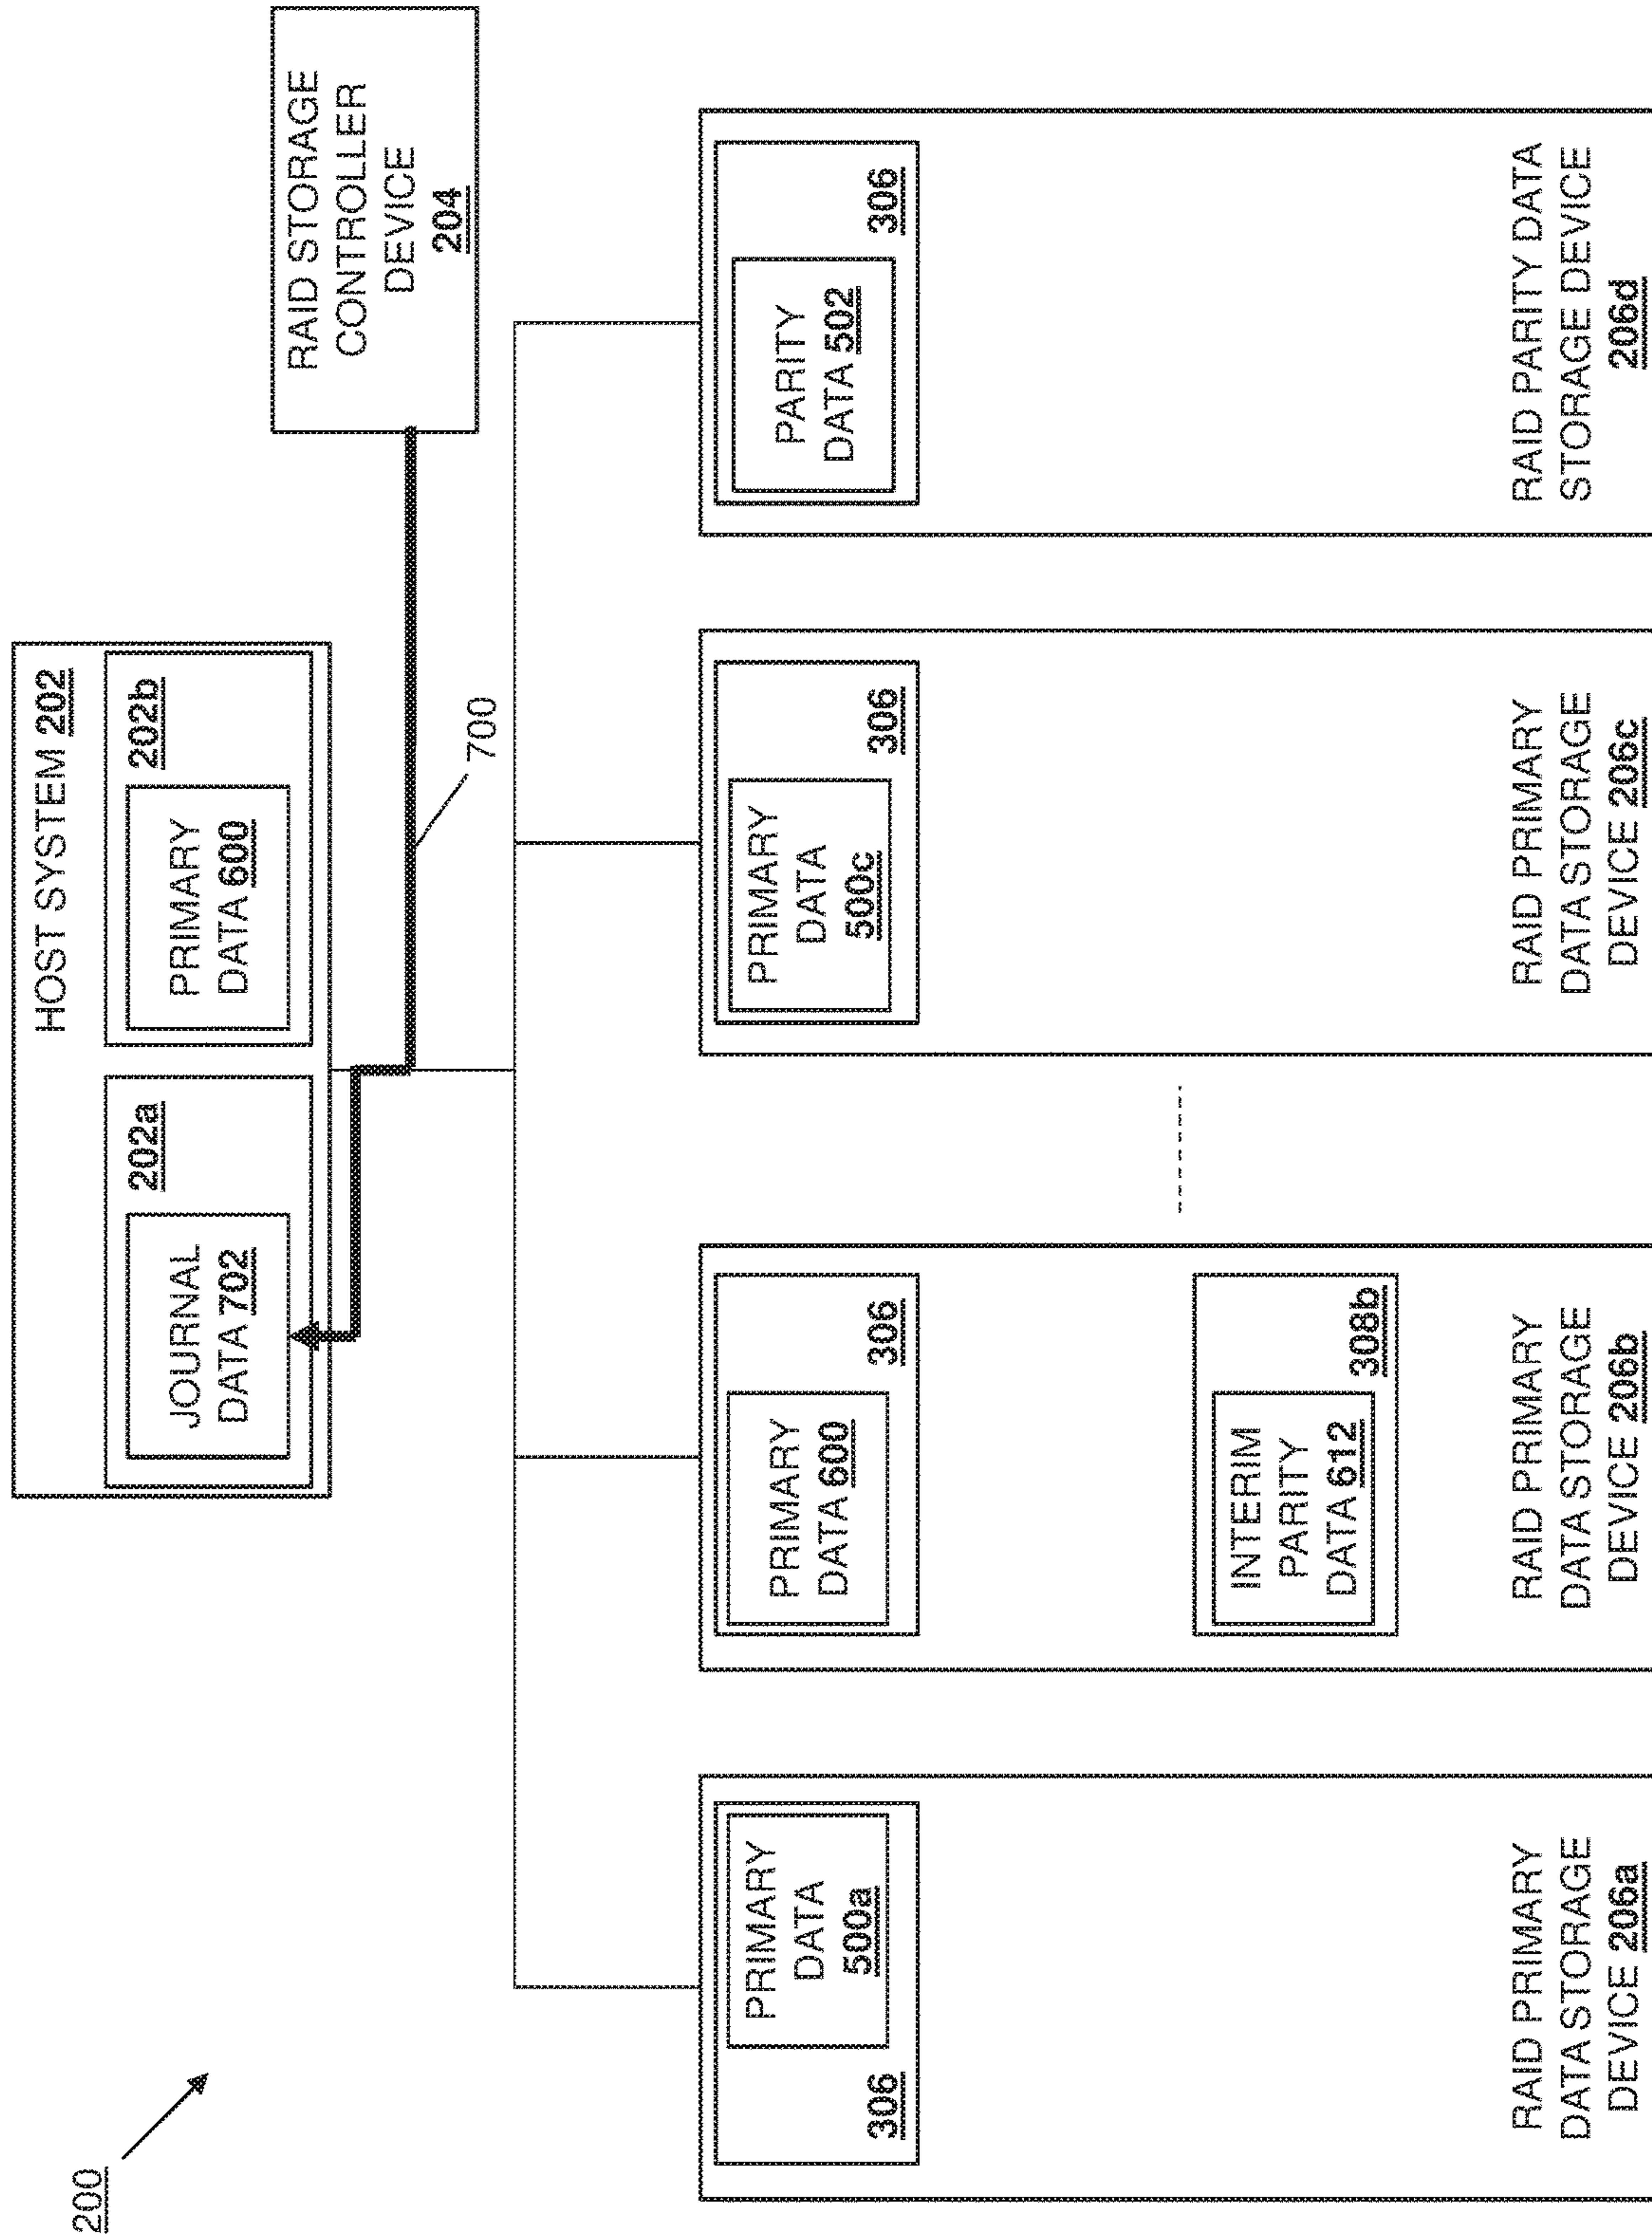 200
HOST SYSTEM 202
202a
JOURNAL
DATA 702
202b
PRIMARY
DATA 600
RAID STORAGE
CONTROLLER
DEVICE
204
700
306
PRIMARY
DATA
500a
RAID PRIMARY
DATA STORAGE
DEVICE 206a
PRIMARY
DATA 600
306
INTERIM
PARITY
DATA 612
308b
RAID PRIMARY
DATA STORAGE
DEVICE 206b
PRIMARY
DATA
500c
306
RAID PRIMARY
DATA STORAGE
DEVICE 206c
PARITY
DATA 502
306
RAID PARITY DATA
STORAGE DEVICE
206d